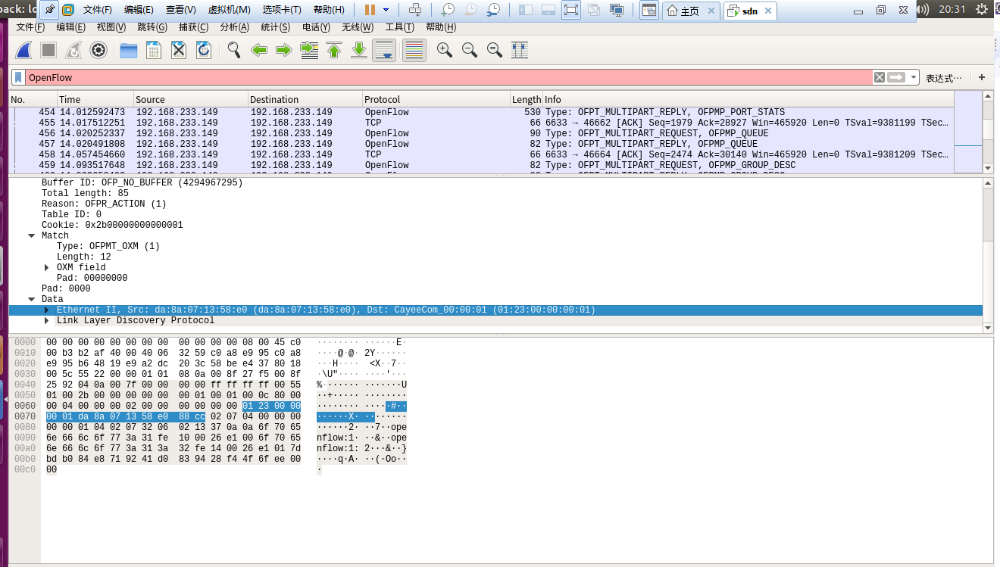 pack: lo 文件(F) 编辑(E) 查看(V) 虚拟机(M) 选项卡(T) 帮助(H) 主页 sdn 20:31
文件(F) 编辑(E) 视图(V) 跳转(G) 捕获(C) 分析(A) 统计(S) 电话(Y) 无线(W) 工具(T) 帮助(H)
OpenFlow 表达式… +
No. Time Source Destination Protocol Length Info
454 14.012592473 192.168.233.149 192.168.233.149 OpenFlow 530 Type: OFPT_MULTIPART_REPLY, OFPMP_PORT_STATS
455 14.017512251 192.168.233.149 192.168.233.149 TCP 66 6633 → 46662 [ACK] Seq=1979 Ack=28927 Win=465920 Len=0 TSval=9381199 TSec…
456 14.020252337 192.168.233.149 192.168.233.149 OpenFlow 90 Type: OFPT_MULTIPART_REQUEST, OFPMP_QUEUE
457 14.020491808 192.168.233.149 192.168.233.149 OpenFlow 82 Type: OFPT_MULTIPART_REPLY, OFPMP_QUEUE
458 14.057454660 192.168.233.149 192.168.233.149 TCP 66 6633 → 46664 [ACK] Seq=2474 Ack=30140 Win=465920 Len=0 TSval=9381209 TSec…
459 14.093517648 192.168.233.149 192.168.233.149 OpenFlow 82 Type: OFPT_MULTIPART_REQUEST, OFPMP_GROUP_DESC
Buffer ID: OFP_NO_BUFFER (4294967295)
Total length: 85
Reason: OFPR_ACTION (1)
Table ID: 0
Cookie: 0x2b00000000000001
Match
Type: OFPMT_OXM (1)
Length: 12
OXM field
Pad: 00000000
Pad: 0000
Data
Ethernet II, Src: da:8a:07:13:58:e0 (da:8a:07:13:58:e0), Dst: CayeeCom_00:00:01 (01:23:00:00:00:01)
Link Layer Discovery Protocol
0000 00 00 00 00 00 00 00 00 00 00 00 00 08 00 45 c0 ········ ······E·
0010 00 b3 b2 af 40 00 40 06 32 59 c0 a8 e9 95 c0 a8 ····@·@· 2Y······
0020 e9 95 b6 48 19 e9 a2 dc 20 3c 58 be e4 37 80 18 ···H···· <X··7··
0030 00 5c 55 22 00 00 01 01 08 0a 00 8f 27 f5 00 8f ·\U"···· ····'···
0040 25 92 04 0a 00 7f 00 00 00 00 ff ff ff ff 00 55 %······· ·······U
0050 01 00 2b 00 00 00 00 00 00 01 00 01 00 0c 80 00 ··+····· ········
0060 00 04 00 00 00 02 00 00 00 00 00 00 01 23 00 00 ········ ·····#··
0070 00 01 da 8a 07 13 58 e0 88 cc 02 07 04 00 00 00 ······X· ········
0080 00 00 01 04 02 07 32 06 02 13 37 0a 0a 6f 70 65 ······2· ··7··ope
0090 6e 66 6c 6f 77 3a 31 fe 10 00 26 e1 00 6f 70 65 nflow:1· ··&··ope
00a0 6e 66 6c 6f 77 3a 31 3a 32 fe 14 00 26 e1 01 7d nflow:1: 2···&··}
00b0 bd b0 84 e8 71 92 41 d0 83 94 28 f4 4f 6f ee 00 ····q·A· ··(·Oo··
00c0 00 ·